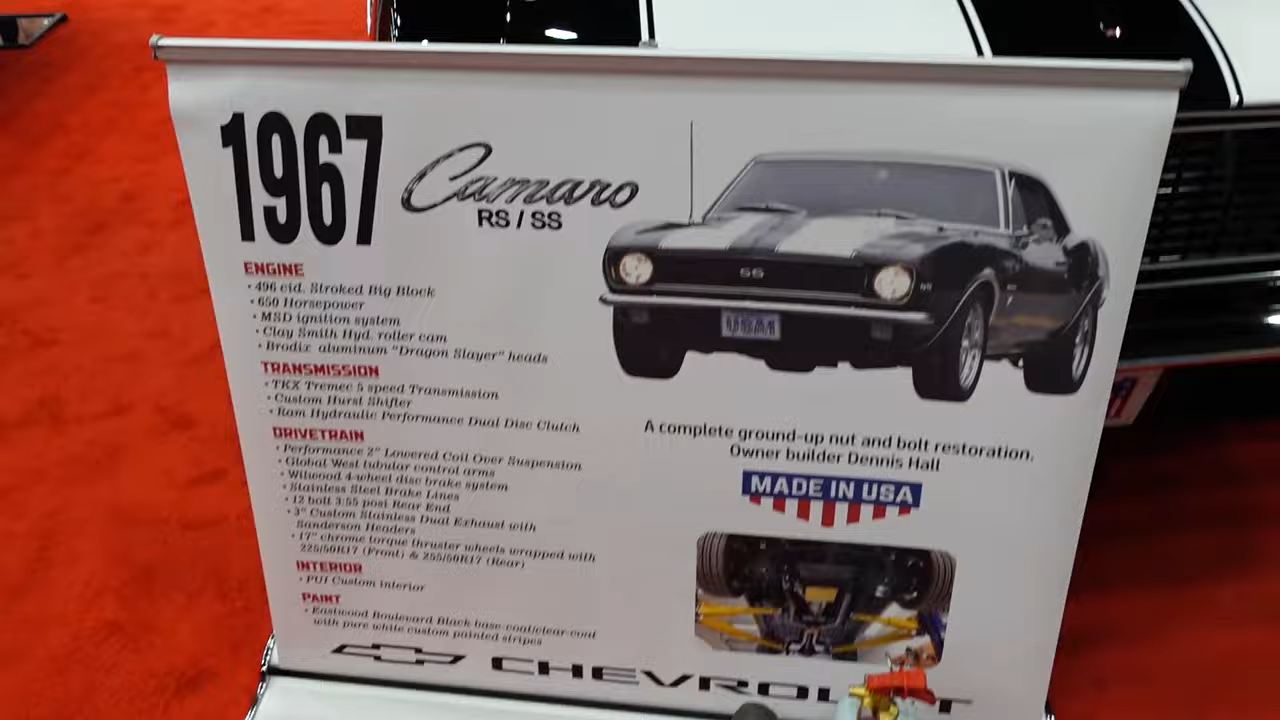 1967
Camaro
RS / SS
ENGINE
• 496 cid. Stroked Big Block
• 650 Horsepower
• MSD ignition system
• Clay Smith Hyd. roller cam
• Brodix aluminum "Dragon Slayer" heads
TRANSMISSION
• TKX Tremec 5 speed Transmission
• Custom Hurst Shifter
• Ram Hydraulic Performance Dual Disc Clutch
DRIVETRAIN
• Performance 2" Lowered Coil Over Suspension
• Global West tubular control arms
• Wilwood 4-wheel disc brake system
• Stainless Steel Brake Lines
• 12 bolt 3:55 posi Rear End
• 3" Custom Stainless Dual Exhaust with
Sanderson Headers
• 17" chrome torque thruster wheels wrapped with
225/50R17 (Front) & 255/50R17 (Rear)
INTERIOR
• PUI Custom interior
PAINT
• Eastwood Boulevard Black base-coat/clear-coat
with pure white custom painted stripes
SS
A complete ground-up nut and bolt restoration.
Owner builder Dennis Hall
MADE IN USA
CHEVROLET